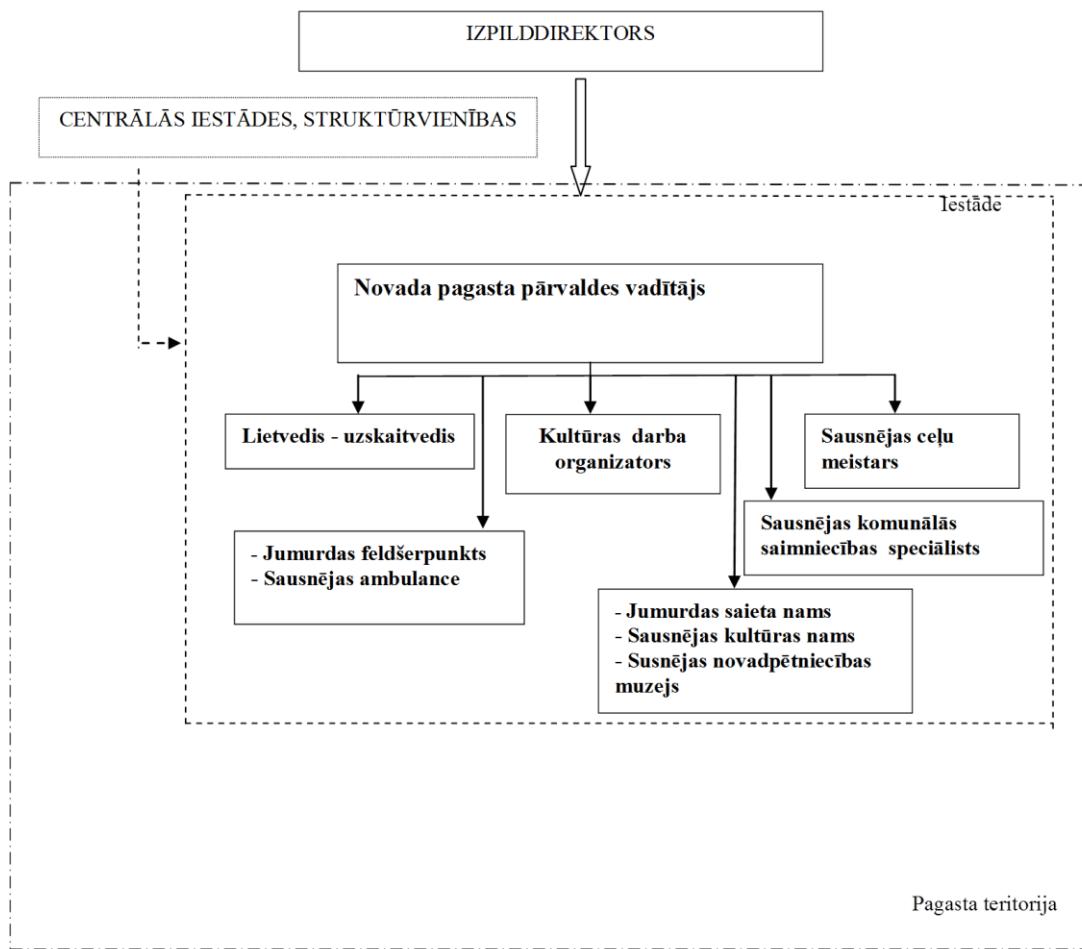 IZPILDDIREKTORS
CENTRĀLĀS IESTĀDES, STRUKTŪRVIENĪBAS
Iestāde
Novada pagasta pārvaldes vadītājs
Lietvedis - uzskaitvedis
Kultūras darba
organizators
Sausnējas ceļu
meistars
Sausnējas komunālās
saimniecības speciālists
- Jumurdas feldšerpunkts
- Sausnējas ambulance
- Jumurdas saieta nams
- Sausnējas kultūras nams
- Susnējas novadpētniecības
muzejs
Pagasta teritorija